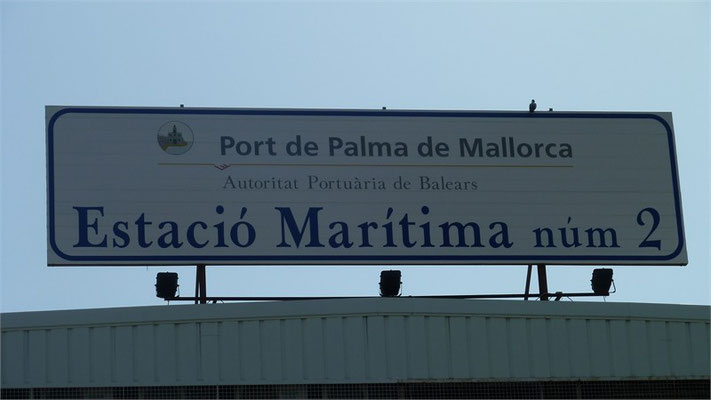 Port de Palma de Mallorca
Autoritat Portuària de Balears
Estació Marítima núm 2